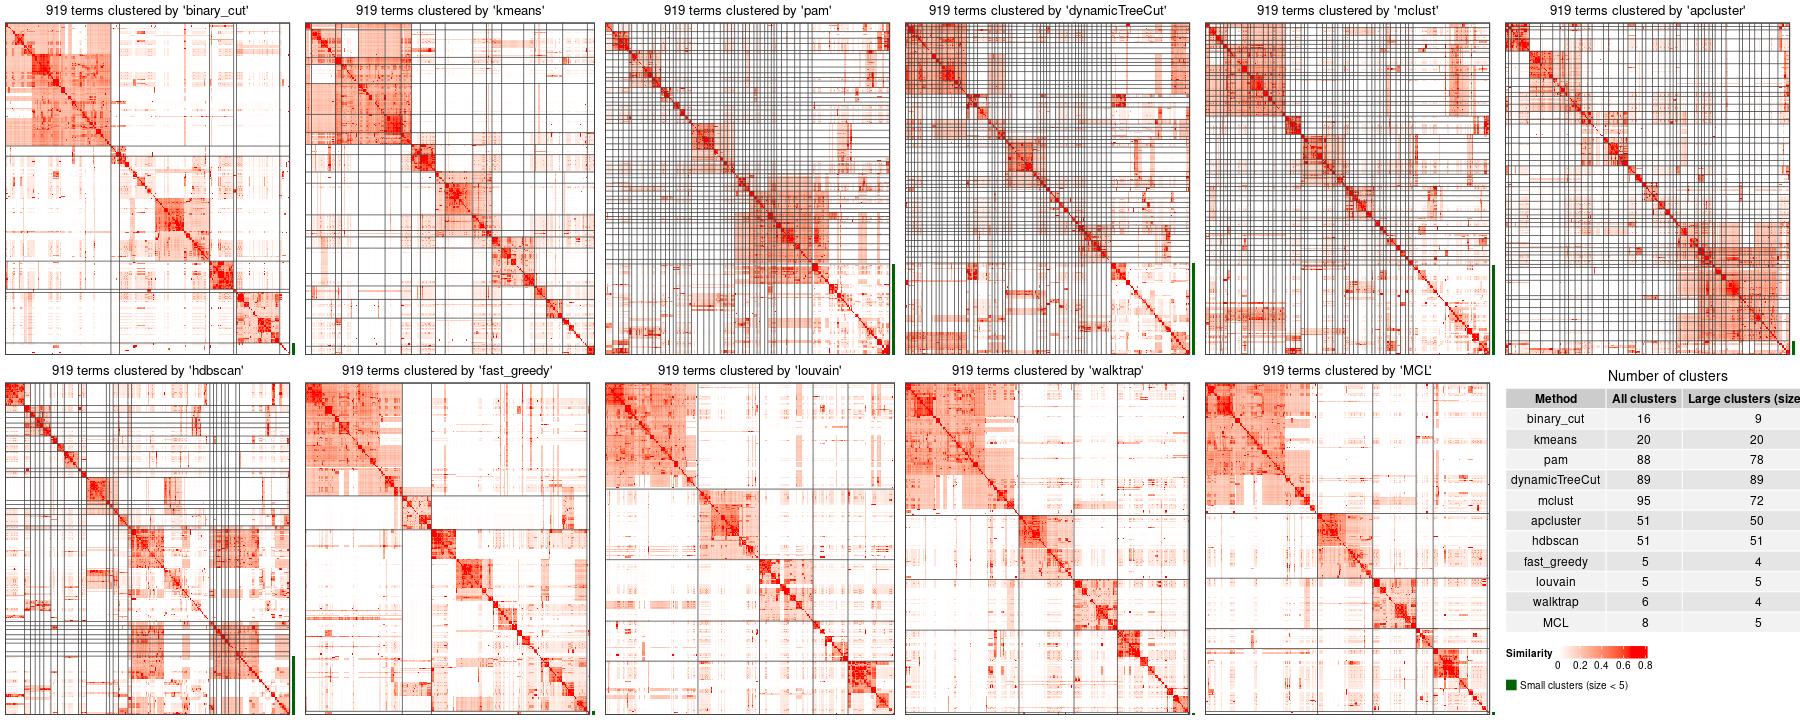 919 terms clustered by 'binary_cut'
919 terms clustered by 'kmeans'
919 terms clustered by 'pam'
919 terms clustered by 'dynamicTreeCut'
919 terms clustered by 'mclust'
919 terms clustered by 'apcluster'
919 terms clustered by 'hdbscan'
919 terms clustered by 'fast_greedy'
919 terms clustered by 'louvain'
919 terms clustered by 'walktrap'
919 terms clustered by 'MCL'
Number of clusters
Method All clusters Large clusters (size
binary_cut 16 9
kmeans 20 20
pam 88 78
dynamicTreeCut 89 89
mclust 95 72
apcluster 51 50
hdbscan 51 51
fast_greedy 5 4
louvain 5 5
walktrap 6 4
MCL 8 5
Similarity
0 0.2 0.4 0.6 0.8
Small clusters (size < 5)